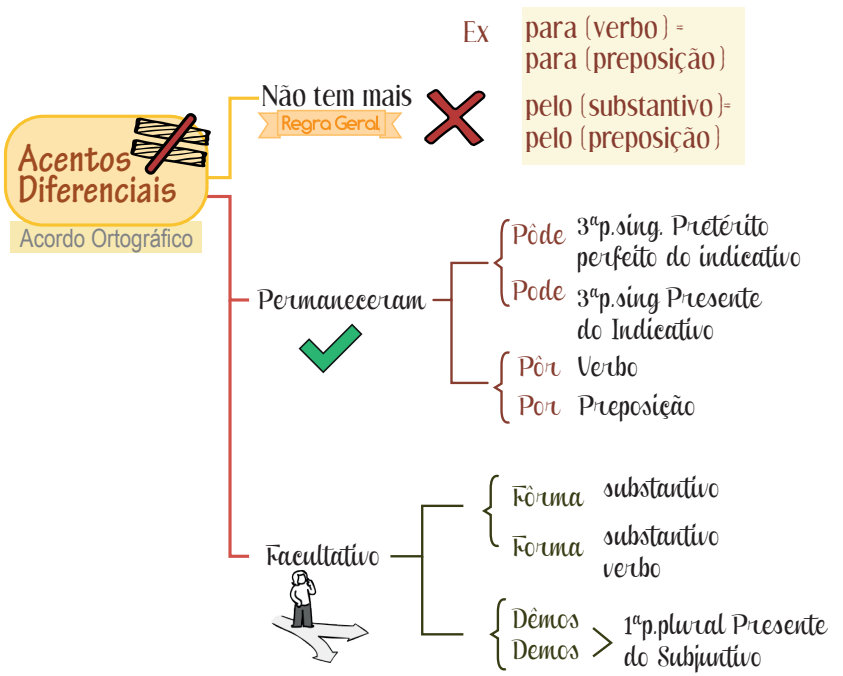 Acentos
Diferenciais
Acordo Ortográfico
Não tem mais
Regra Geral
Ex
para (verbo) =
para (preposição)
pelo (substantivo)=
pelo (preposição)
Permaneceram
Pôde 3ªp.sing. Pretérito
perfeito do indicativo
Pode 3ªp.sing Presente
do Indicativo
Pôr Verbo
Por Preposição
Facultativo
Fôrma substantivo
Forma substantivo
verbo
Dêmos
Demos
1ªp.plural Presente
do Subjuntivo